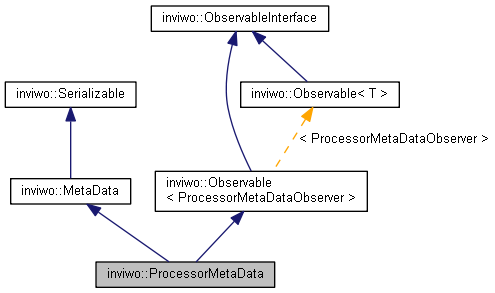 inviwo::ObservableInterface
inviwo::Serializable
inviwo::Observable< T >
< ProcessorMetaDataObserver >
inviwo::MetaData
inviwo::Observable
< ProcessorMetaDataObserver >
inviwo::ProcessorMetaData